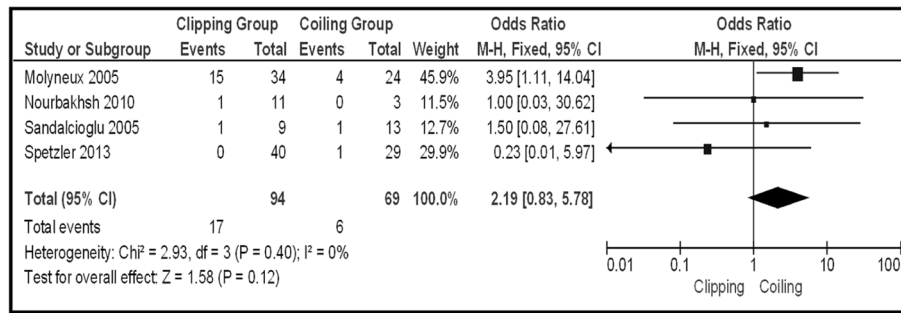 Clipping Group Coiling Group Odds Ratio Odds Ratio
Study or Subgroup Events Total Events Total Weight M-H, Fixed, 95% CI M-H, Fixed, 95% CI
Molyneux 2005 15 34 4 24 45.9% 3.95 [1.11, 14.04]
Nourbakhsh 2010 1 11 0 3 11.5% 1.00 [0.03, 30.62]
Sandalcioglu 2005 1 9 1 13 12.7% 1.50 [0.08, 27.61]
Spetzler 2013 0 40 1 29 29.9% 0.23 [0.01, 5.97]
Total (95% CI) 94 69 100.0% 2.19 [0.83, 5.78]
Total events 17 6
Heterogeneity: Chi² = 2.93, df = 3 (P = 0.40); I² = 0%
Test for overall effect: Z = 1.58 (P = 0.12)
0.01 0.1 1 10 100
Clipping Coiling